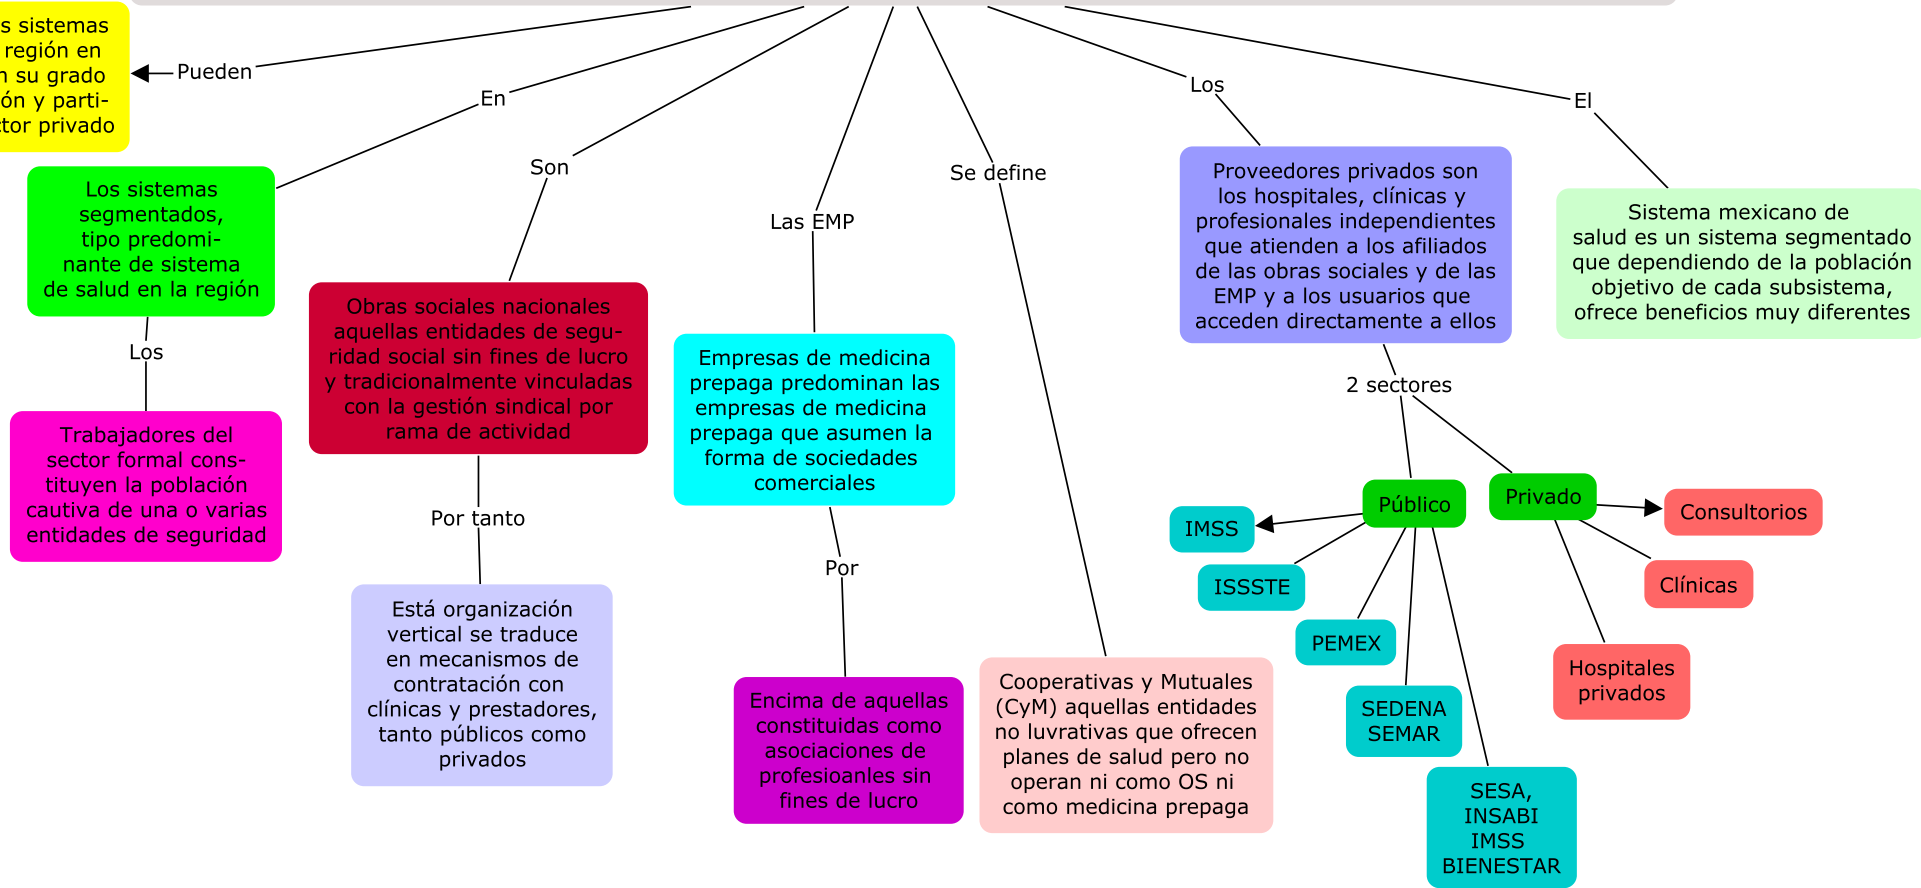 s sistemas
región en
n su grado
ón y parti-
ctor privado
Pueden
En
Los sistemas
segmentados,
tipo predomi-
nante de sistema
de salud en la región
Los
Trabajadores del
sector formal cons-
tituyen la población
cautiva de una o varias
entidades de seguridad
Son
Obras sociales nacionales
aquellas entidades de segu-
ridad social sin fines de lucro
y tradicionalmente vinculadas
con la gestión sindical por
rama de actividad
Por tanto
Está organización
vertical se traduce
en mecanismos de
contratación con
clínicas y prestadores,
tanto públicos como
privados
Las EMP
Empresas de medicina
prepaga predominan las
empresas de medicina
prepaga que asumen la
forma de sociedades
comerciales
Por
Encima de aquellas
constituidas como
asociaciones de
profesioanles sin
fines de lucro
Se define
Cooperativas y Mutuales
(CyM) aquellas entidades
no luvrativas que ofrecen
planes de salud pero no
operan ni como OS ni
como medicina prepaga
Los
Proveedores privados son
los hospitales, clínicas y
profesionales independientes
que atienden a los afiliados
de las obras sociales y de las
EMP y a los usuarios que
acceden directamente a ellos
2 sectores
Público
IMSS
ISSSTE
PEMEX
SEDENA
SEMAR
SESA,
INSABI
IMSS
BIENESTAR
Privado
Consultorios
Clínicas
Hospitales
privados
El
Sistema mexicano de
salud es un sistema segmentado
que dependiendo de la población
objetivo de cada subsistema,
ofrece beneficios muy diferentes